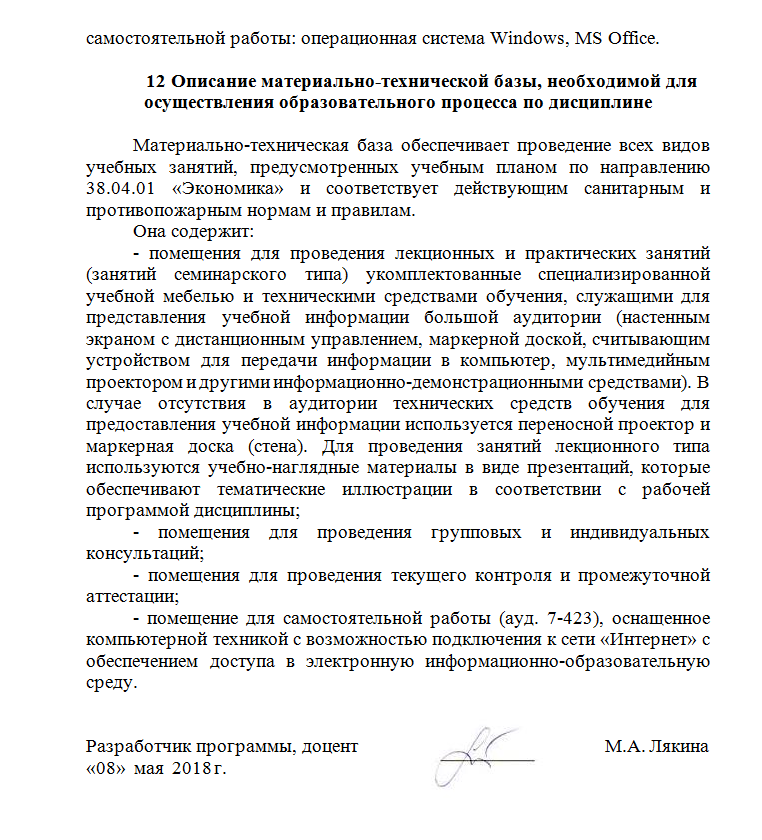 самостоятельной работы: операционная система Windows, MS Office.
12 Описание материально-технической базы, необходимой для
осуществления образовательного процесса по дисциплине
Материально-техническая база обеспечивает проведение всех видов
учебных занятий, предусмотренных учебным планом по направлению
38.04.01 «Экономика» и соответствует действующим санитарным и
противопожарным нормам и правилам.
Она содержит:
- помещения для проведения лекционных и практических занятий
(занятий семинарского типа) укомплектованные специализированной
учебной мебелью и техническими средствами обучения, служащими для
представления учебной информации большой аудитории (настенным
экраном с дистанционным управлением, маркерной доской, считывающим
устройством для передачи информации в компьютер, мультимедийным
проектором и другими информационно-демонстрационными средствами). В
случае отсутствия в аудитории технических средств обучения для
предоставления учебной информации используется переносной проектор и
маркерная доска (стена). Для проведения занятий лекционного типа
используются учебно-наглядные материалы в виде презентаций, которые
обеспечивают тематические иллюстрации в соответствии с рабочей
программой дисциплины;
- помещения для проведения групповых и индивидуальных
консультаций;
- помещения для проведения текущего контроля и промежуточной
аттестации;
- помещение для самостоятельной работы (ауд. 7-423), оснащенное
компьютерной техникой с возможностью подключения к сети «Интернет» с
обеспечением доступа в электронную информационно-образовательную
среду.
Разработчик программы, доцент М.А. Лякина
«08» мая 2018 г.